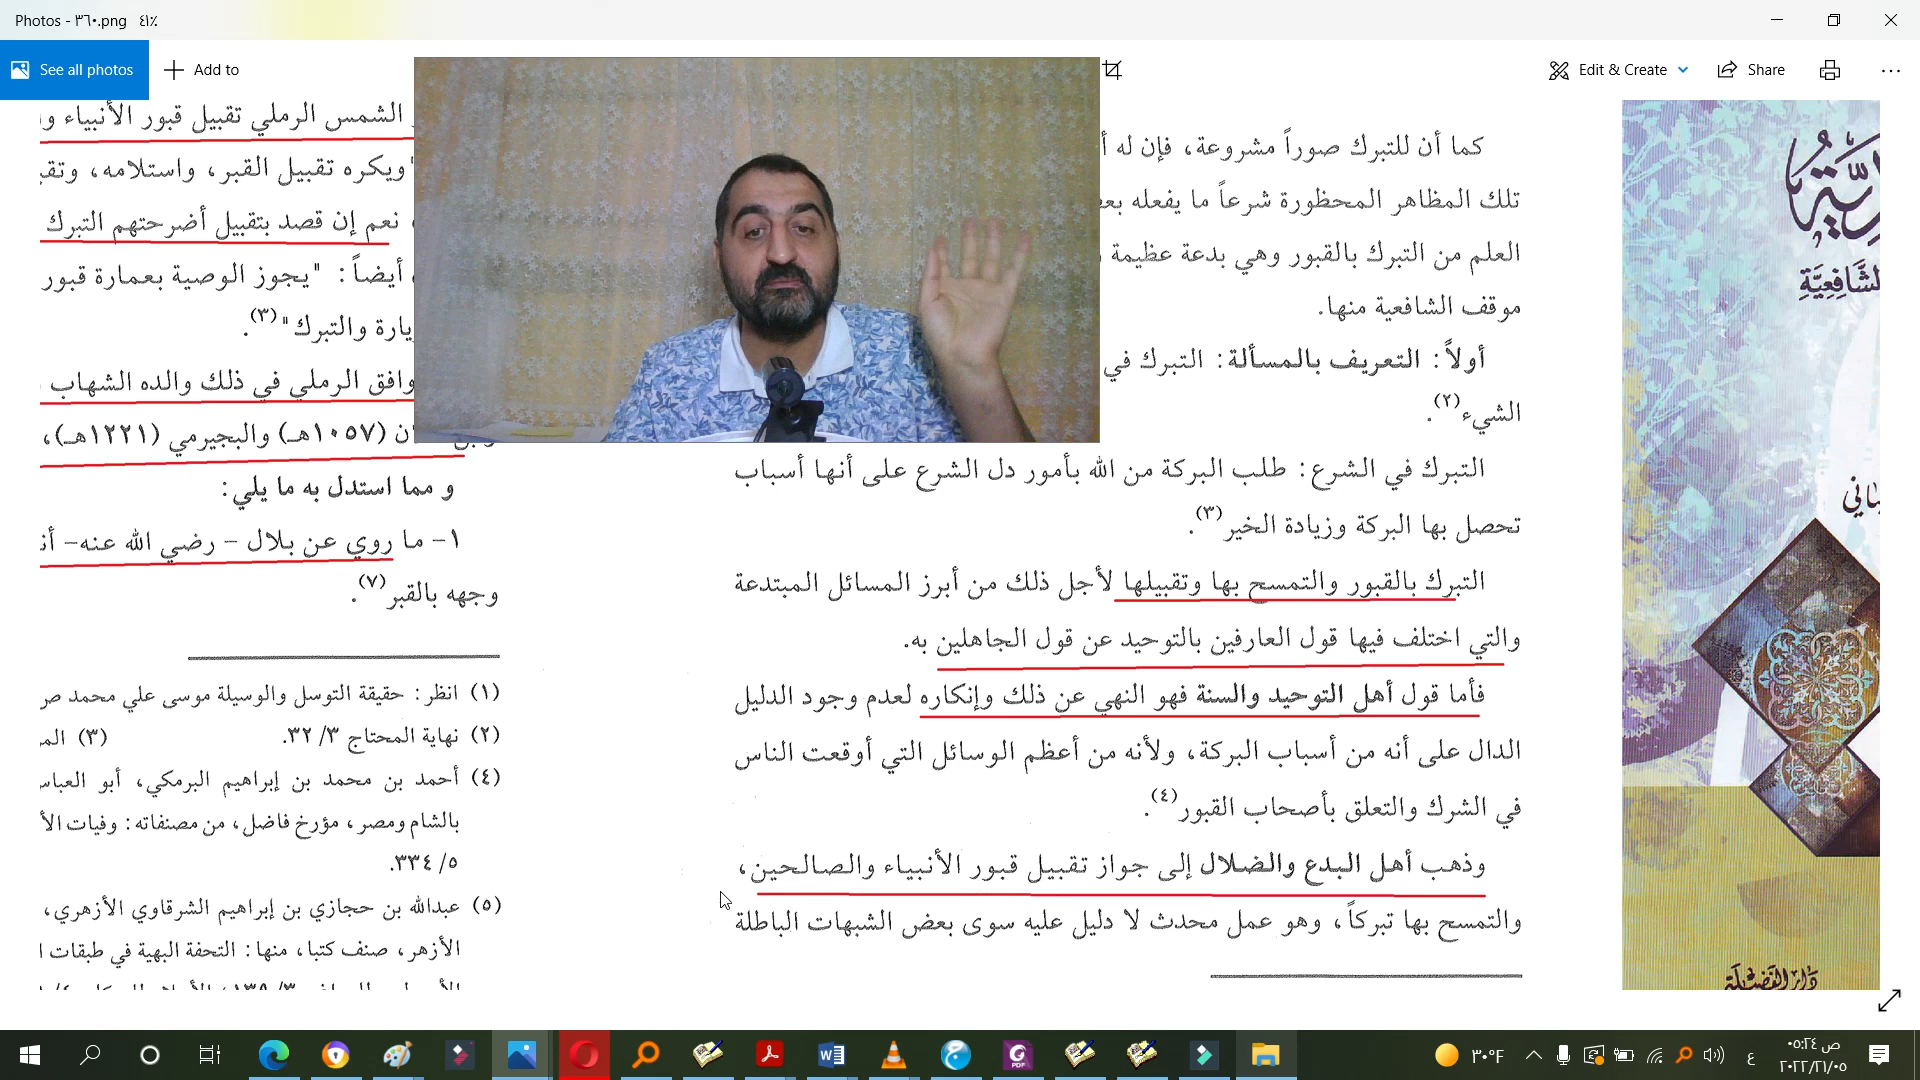 Photos - ٣٦٠.png ٤١٪
See all photos
Add to
Edit & Create
Share
كما أن للتبرك صوراً مشروعة، فإن له
تلك المظاهر المحظورة شرعاً ما يفعله
العلم من التبرك بالقبور وهي بدعة عظيمة
موقف الشافعية منها.
أولاً: التعريف بالمسألة: التبرك في
الشيء(٢).
التبرك في الشرع: طلب البركة من الله بأمور دل الشرع على أنها أسباب
تحصل بها البركة وزيادة الخير(٣).
التبرك بالقبور والتمسح بها وتقبيلها لأجل ذلك من أبرز المسائل المبتدعة
والتي اختلف فيها قول العارفين بالتوحيد عن قول الجاهلين به.
فأما قول أهل التوحيد والسنة فهو النهي عن ذلك وإنكاره لعدم وجود الدليل
الدال على أنه من أسباب البركة، ولأنه من أعظم الوسائل التي أوقعت الناس
في الشرك والتعلق بأصحاب القبور(٤).
وذهب أهل البدع والضلال إلى جواز تقبيل قبور الأنبياء والصالحين،
والتمسح بها تبركاً، وهو عمل محدث لا دليل عليه سوى بعض الشبهات الباطلة
الشمس الرملي تقبيل قبور الأنبياء
"ويكره تقبيل القبر، واستلامه،
نعم إن قصد بتقبيل أضرحتهم التبرك
أيضاً: "يجوز الوصية بعمارة قبور
والتبرك"(٣).
وافق الرملي في ذلك والده الشهاب
(١٠٥٧هـ) والبجيرمي (١٢٢١هـ)،
و مما استدل به ما يلي:
١- ما روي عن بلال - رضي الله عنه-
وجهه بالقبر(٧).
(١) انظر: حقيقة التوسل والوسيلة موسى علي محمد ص
(٢) نهاية المحتاج ٣/ ٣٢. (٣)
(٤) أحمد بن محمد بن إبراهيم البرمكي، أبو
بالشام ومصر، مؤرخ فاضل، من مصنفاته: وفيات
٥/ ٣٣٤.
(٥) عبدالله بن حجازي بن إبراهيم الشرقاوي الأزهري،
الأزهر، صنف كتبا، منها: التحفة البهية في طبقات
دار الفضيلة
٣٠°F
ع
٠٥:٢٤ ص
٢٠٢٢/٢١/٠٥